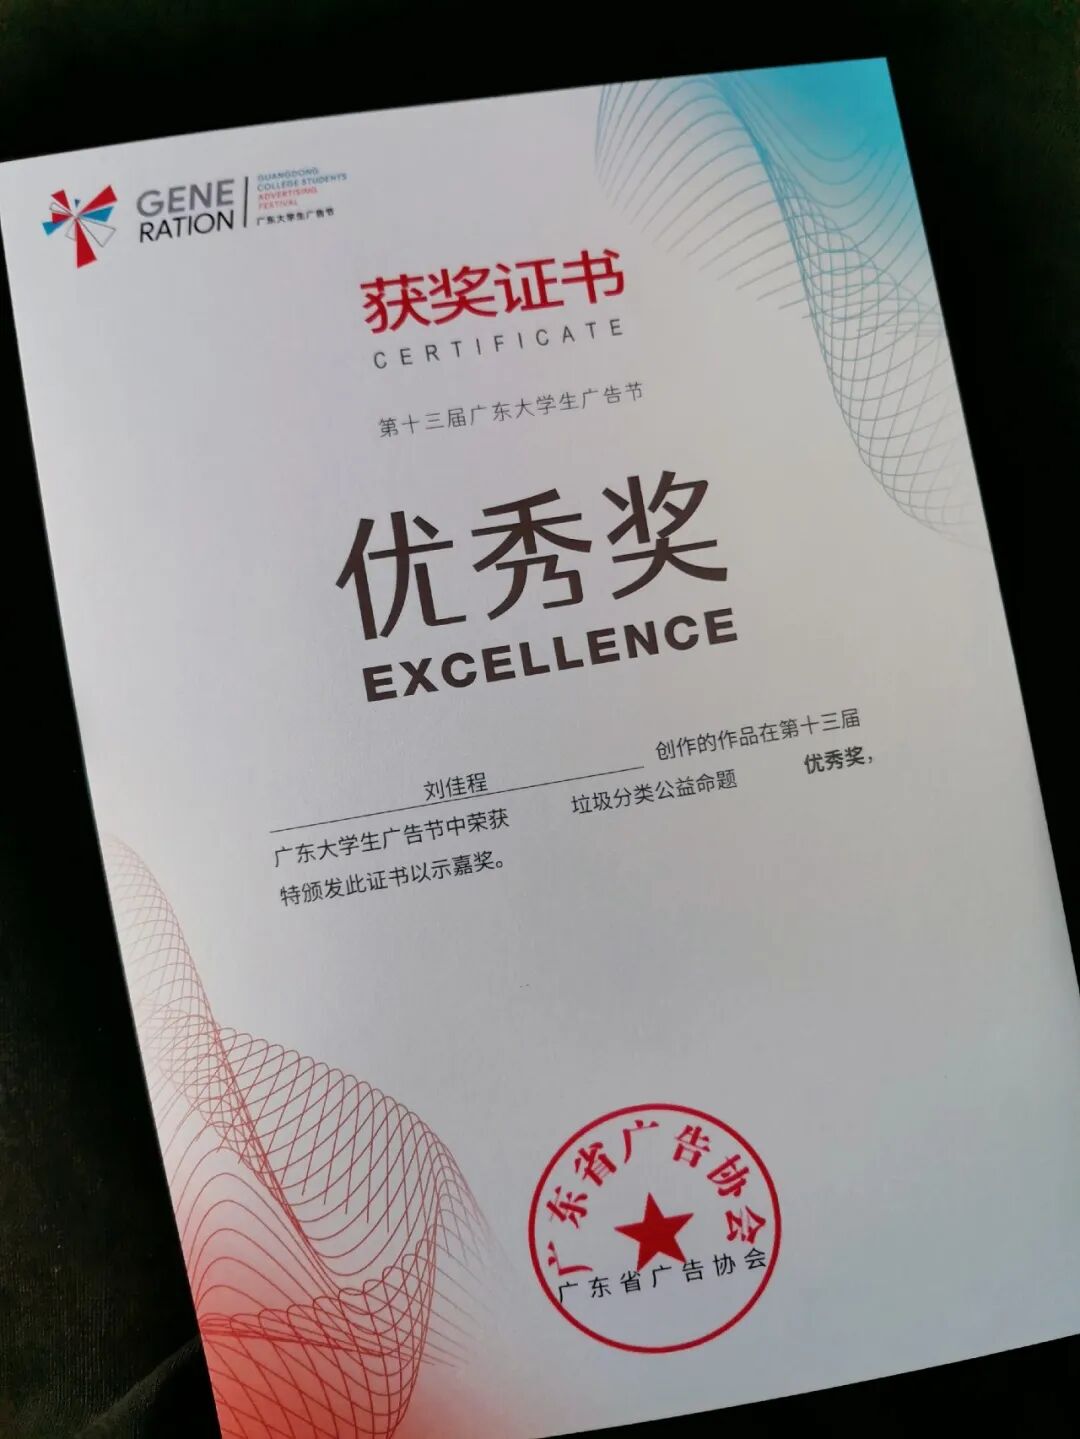 GENE
RATION
GUANGDONG
COLLEGE STUDENTS
ADVERTISING
FESTIVAL
广东大学生广告节
获奖证书
CERTIFICATE
第十三届广东大学生广告节
优秀奖
EXCELLENCE
刘佳程 创作的作品在第十三届
广东大学生广告节中荣获 垃圾分类公益命题 优秀奖，
特颁发此证书以示嘉奖。
广东省广告协会
广东省广告协会